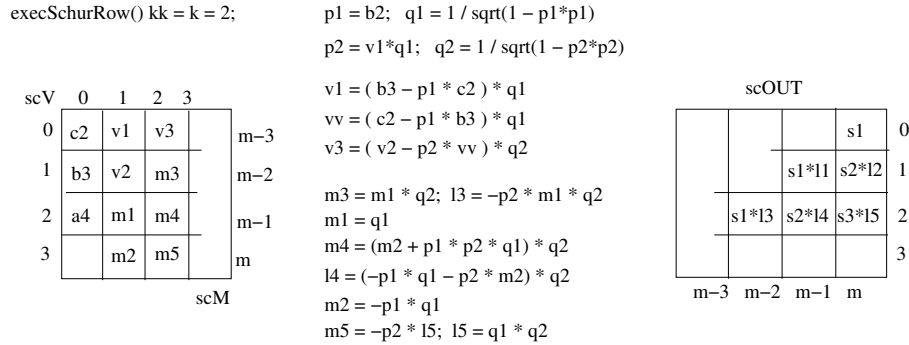 execSchurRow() kk = k = 2;
p1 = b2; q1 = 1 / sqrt(1 − p1*p1)
p2 = v1*q1; q2 = 1 / sqrt(1 − p2*p2)
v1 = ( b3 − p1 * c2 ) * q1
vv = ( c2 − p1 * b3 ) * q1
v3 = ( v2 − p2 * vv ) * q2
m3 = m1 * q2; l3 = −p2 * m1 * q2
m1 = q1
m4 = (m2 + p1 * p2 * q1) * q2
l4 = (−p1 * q1 − p2 * m2) * q2
m2 = −p1 * q1
m5 = −p2 * l5; l5 = q1 * q2
scV 0 1 2 3
0 c2 v1 v3 m−3
1 b3 v2 m3 m−2
2 a4 m1 m4 m−1
3 m2 m5 m
scM
scOUT
s1 0
s1*l1 s2*l2 1
s1*l3 s2*l4 s3*l5 2
3
m−3 m−2 m−1 m